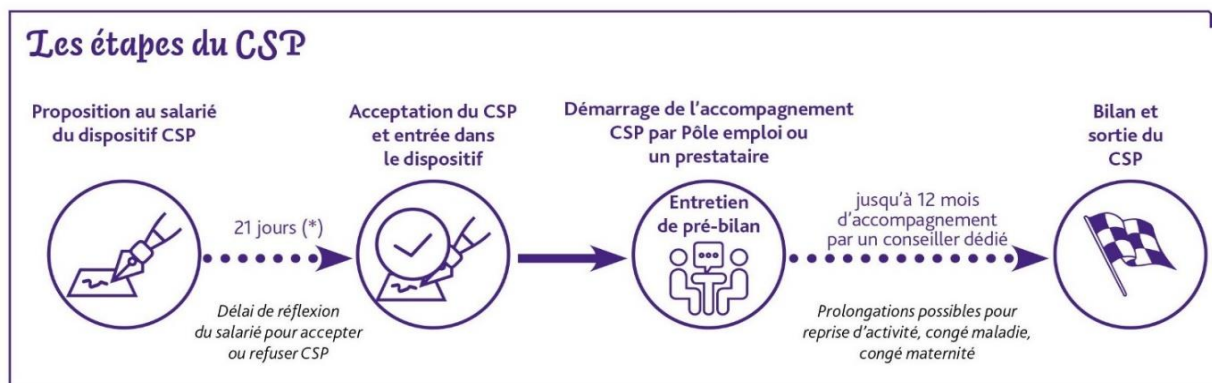 Les étapes du CSP
Proposition au salarié
du dispositif CSP
21 jours (*)
Délai de réflexion
du salarié pour accepter
ou refuser CSP
Acceptation du CSP
et entrée dans
le dispositif
Démarrage de l’accompagnement
CSP par Pôle emploi ou
un prestataire
Entretien
de pré-bilan
jusqu’à 12 mois
d’accompagnement
par un conseiller dédié
Prolongations possibles pour
reprise d’activité, congé maladie,
congé maternité
Bilan et
sortie du
CSP